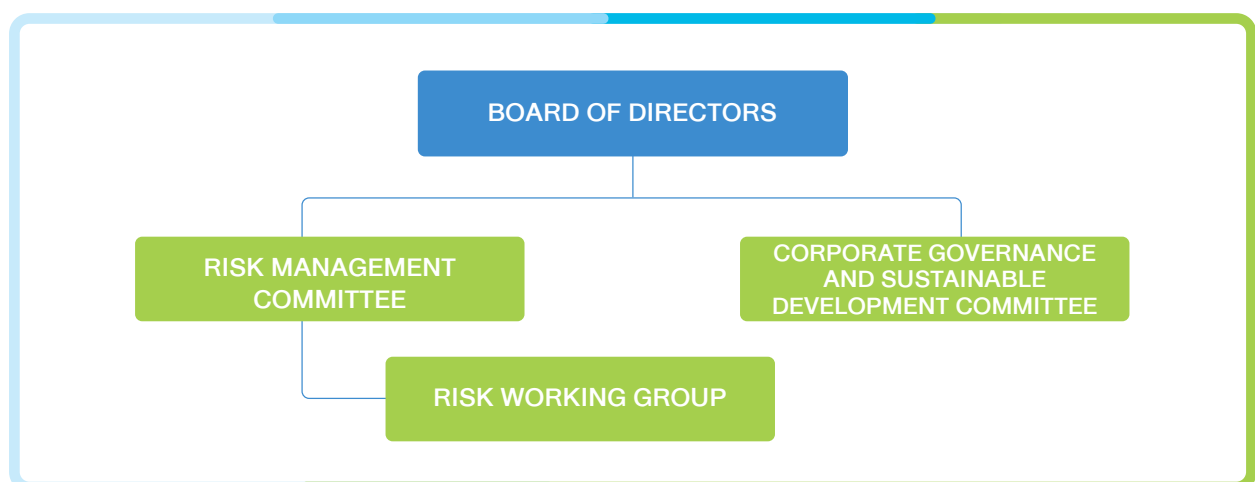 BOARD OF DIRECTORS
RISK MANAGEMENT
COMMITTEE
CORPORATE GOVERNANCE
AND SUSTAINABLE
DEVELOPMENT COMMITTEE
RISK WORKING GROUP